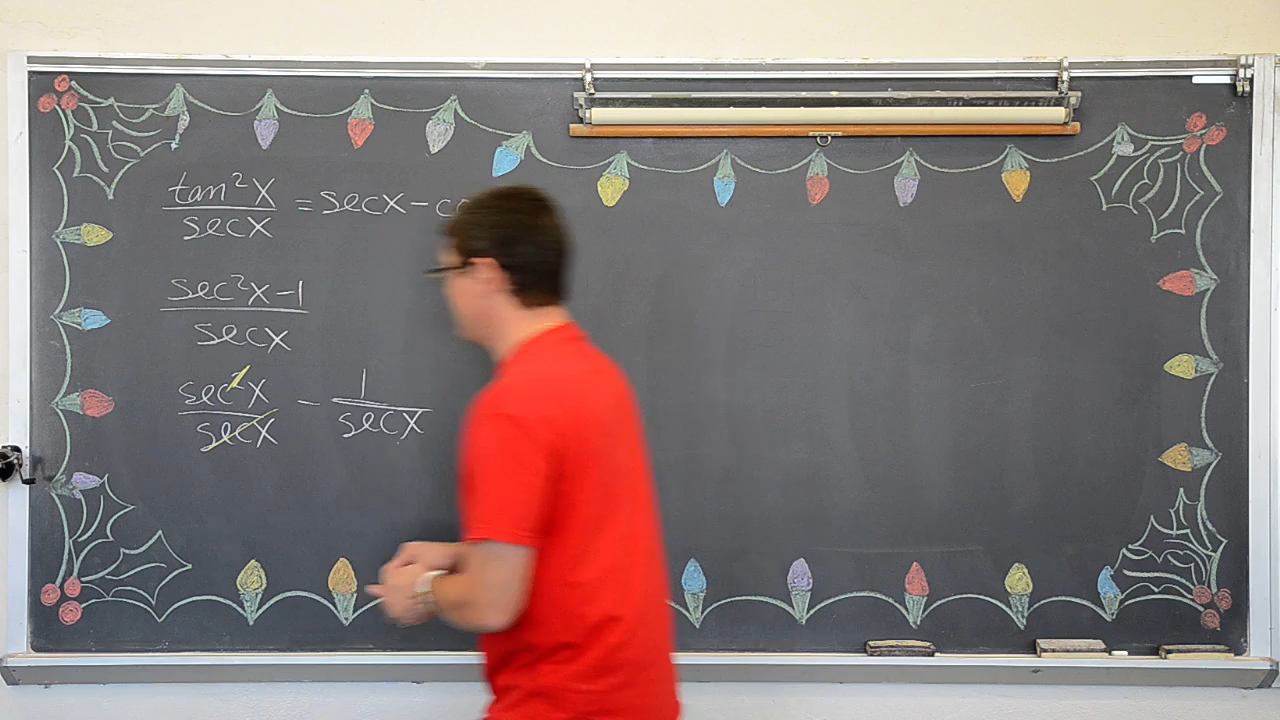 tan²x/secx = secx −
sec²x−1/secx
sec²x/secx − 1/secx